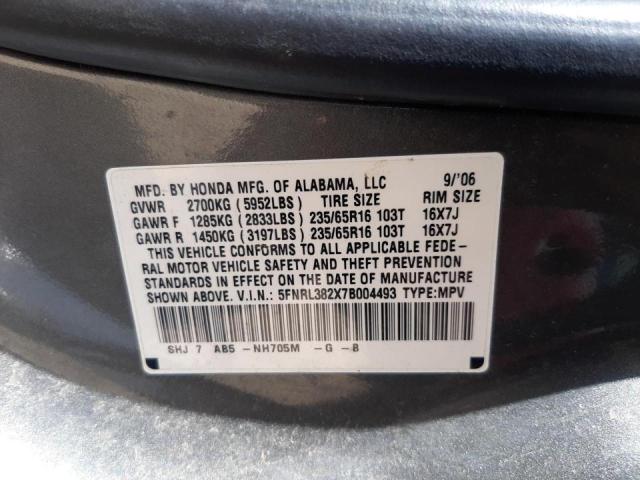 MFD. BY HONDA MFG. OF ALABAMA, LLC 9/'06
GVWR 2700KG (5952LBS) TIRE SIZE RIM SIZE
GAWR F 1285KG (2833LBS) 235/65R16 103T 16X7J
GAWR R 1450KG (3197LBS) 235/65R16 103T 16X7J
THIS VEHICLE CONFORMS TO ALL APPLICABLE FEDE-
RAL MOTOR VEHICLE SAFETY AND THEFT PREVENTION
STANDARDS IN EFFECT ON THE DATE OF MANUFACTURE
SHOWN ABOVE. V.I.N.: 5FNRL382X7B004493 TYPE:MPV
SHJ 7 AB5 -NH705M -G -B